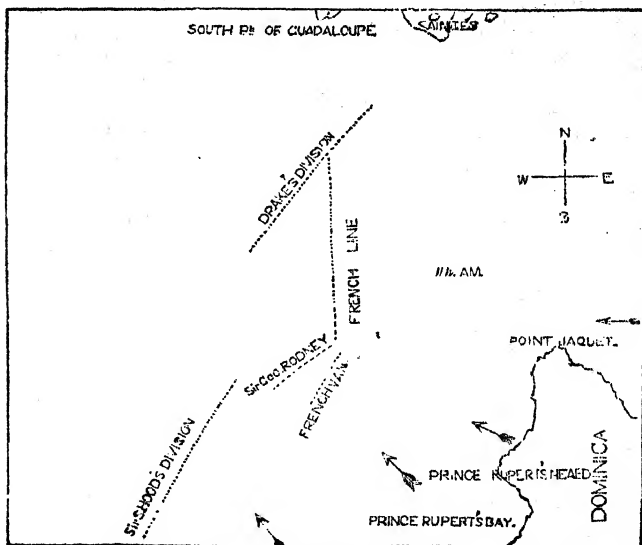 SOUTH Pt. OF GUADALOUPE
SAINTES
DRAKE'S DIVISION
N
W E
S
FRENCH LINE
POINT JAQUET.
Sir Geo. RODNEY
FRENCH VAN.
Sir S. HOOD'S DIVISION
PRINCE RUPERT'S HEAD.
DOMINICA
PRINCE RUPERT'S BAY.